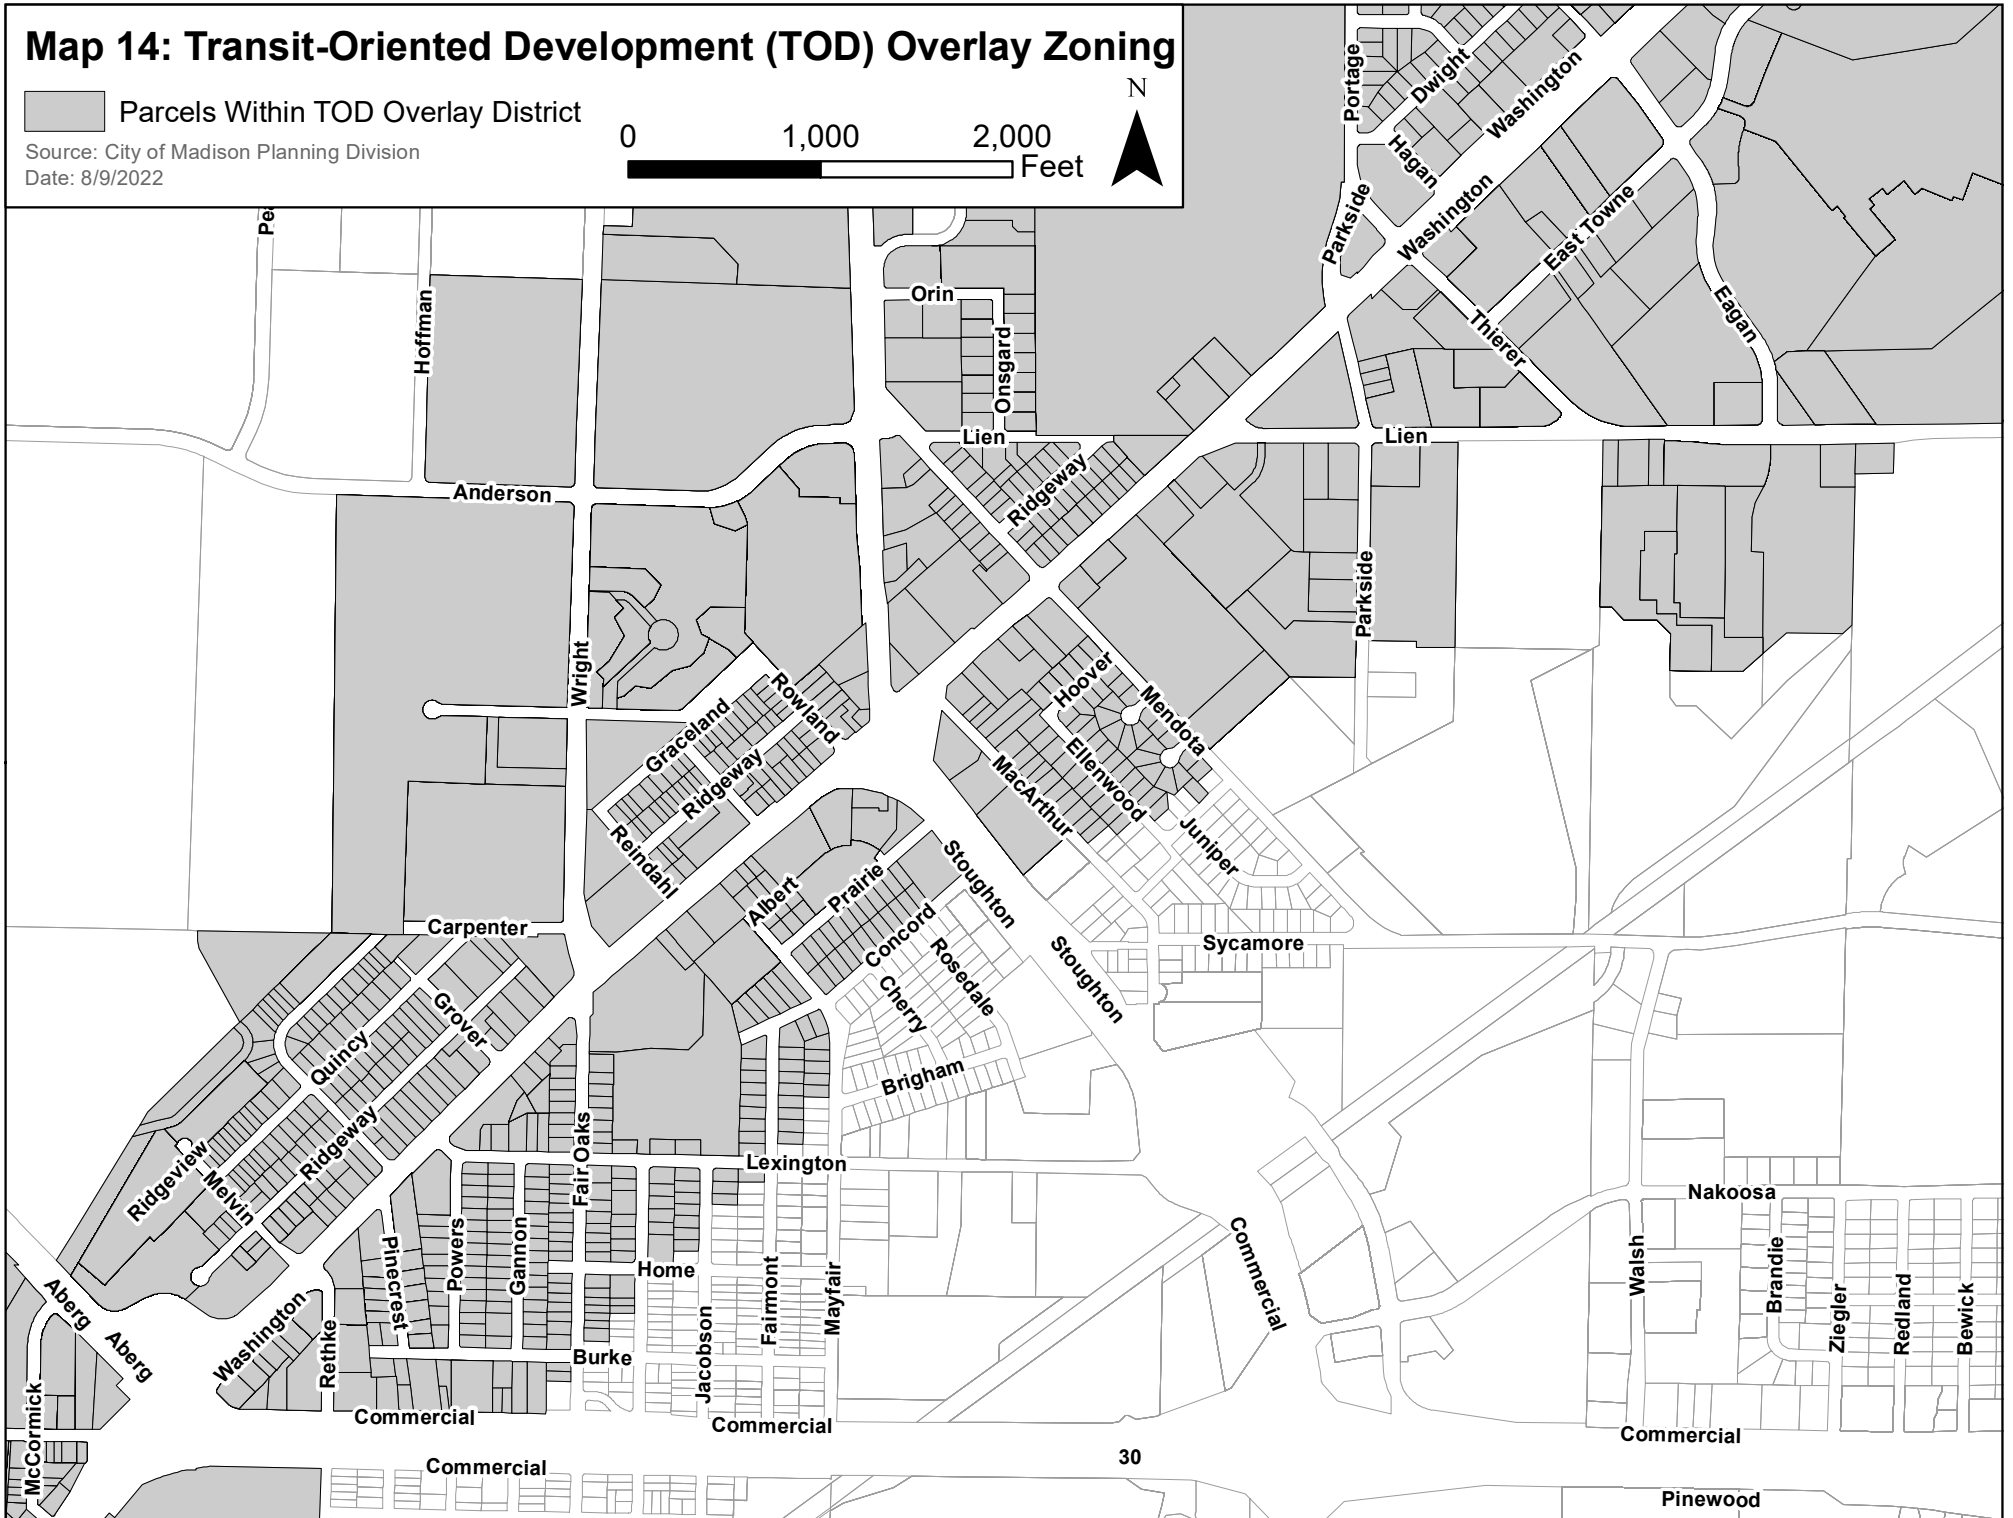 Map 14: Transit-Oriented Development (TOD) Overlay Zoning
Parcels Within TOD Overlay District
Source: City of Madison Planning Division
Date: 8/9/2022
0 1,000 2,000
Feet
N
Portage
Dwight
Washington
Hagan
Parkside
Washington
East Towne
Eagan
Thierer
Hoffman
Orin
Onsgard
Lien
Lien
Anderson
Ridgeway
Parkside
Wright
Hoover
Mendota
Rowland
Graceland
Ridgeway
Ellenwood
MacArthur
Juniper
Reindahl
Albert
Prairie
Stoughton
Concord
Rosedale
Cherry
Carpenter
Sycamore
Stoughton
Grover
Quincy
Brigham
Ridgeway
Fair Oaks
Ridgeview
Melvin
Lexington
Nakoosa
Pinecrest
Powers
Gannon
Home
Fairmont
Mayfair
Commercial
Walsh
Brandie
Ziegler
Redland
Bewick
Aberg
Aberg
Washington
Rethke
Burke
Jacobson
McCormick
Commercial
Commercial
Commercial
Commercial
30
Pinewood